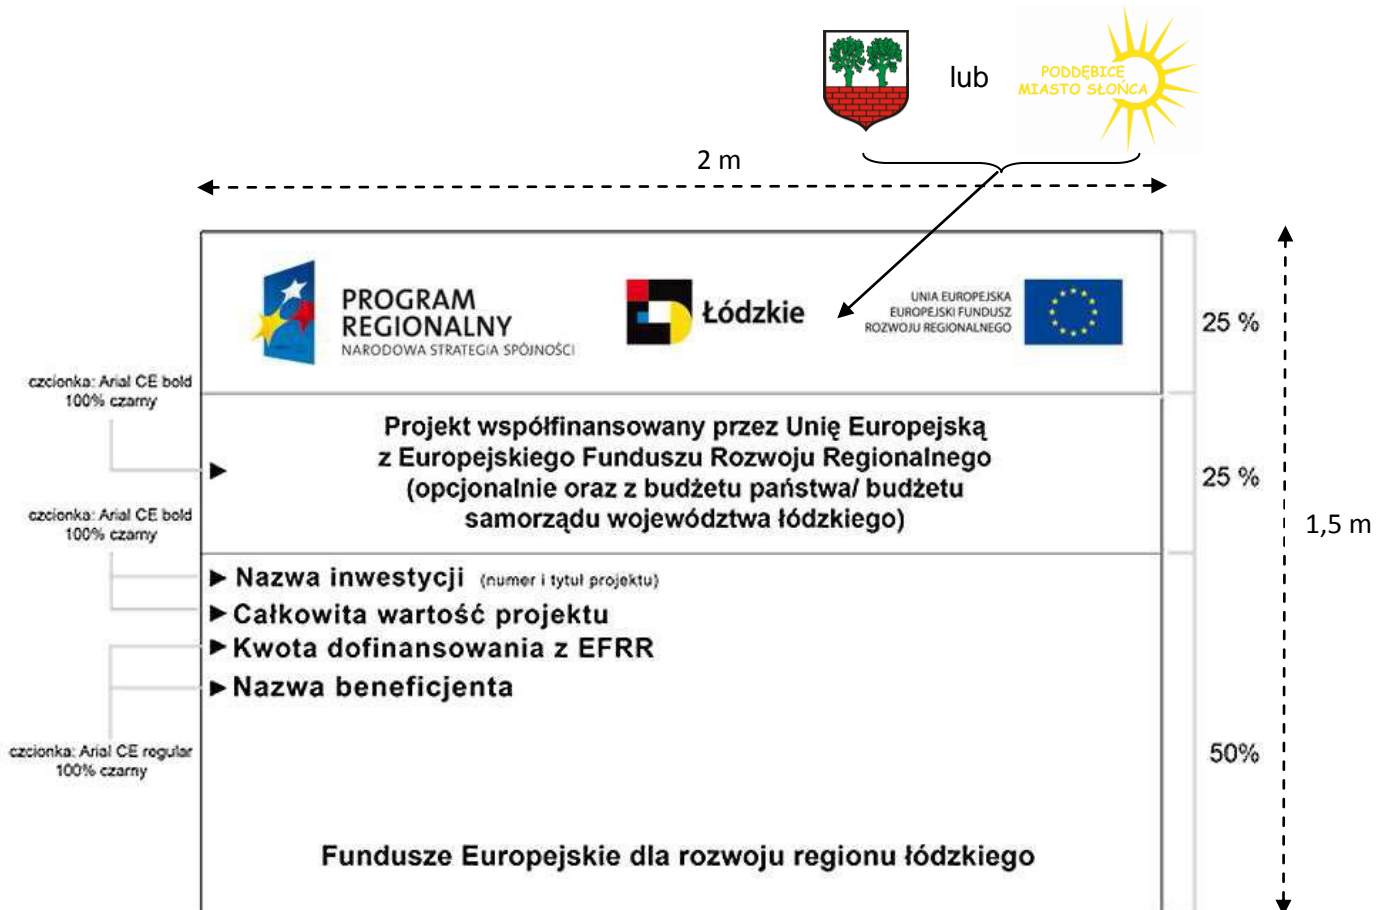 lub
PODDĘBICE
MIASTO SŁOŃCA
2 m
PROGRAM
REGIONALNY
NARODOWA STRATEGIA SPÓJNOŚCI
Łódzkie
UNIA EUROPEJSKA
EUROPEJSKI FUNDUSZ
ROZWOJU REGIONALNEGO
25 %
czcionka: Arial CE bold
100% czarny
Projekt współfinansowany przez Unię Europejską
z Europejskiego Funduszu Rozwoju Regionalnego
(opcjonalnie oraz z budżetu państwa/ budżetu
samorządu województwa łódzkiego)
25 %
czcionka: Arial CE bold
100% czarny
1,5 m
Nazwa inwestycji (numer i tytuł projektu)
Całkowita wartość projektu
Kwota dofinansowania z EFRR
Nazwa beneficjenta
czcionka: Arial CE regular
100% czarny
50%
Fundusze Europejskie dla rozwoju regionu łódzkiego